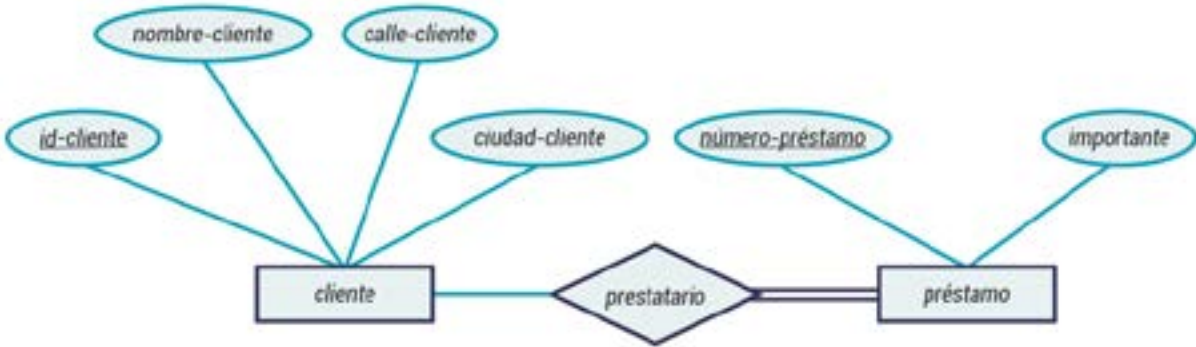 nombre-cliente
calle-cliente
id-cliente
ciudad-cliente
número-préstamo
importante
cliente
prestatario
préstamo